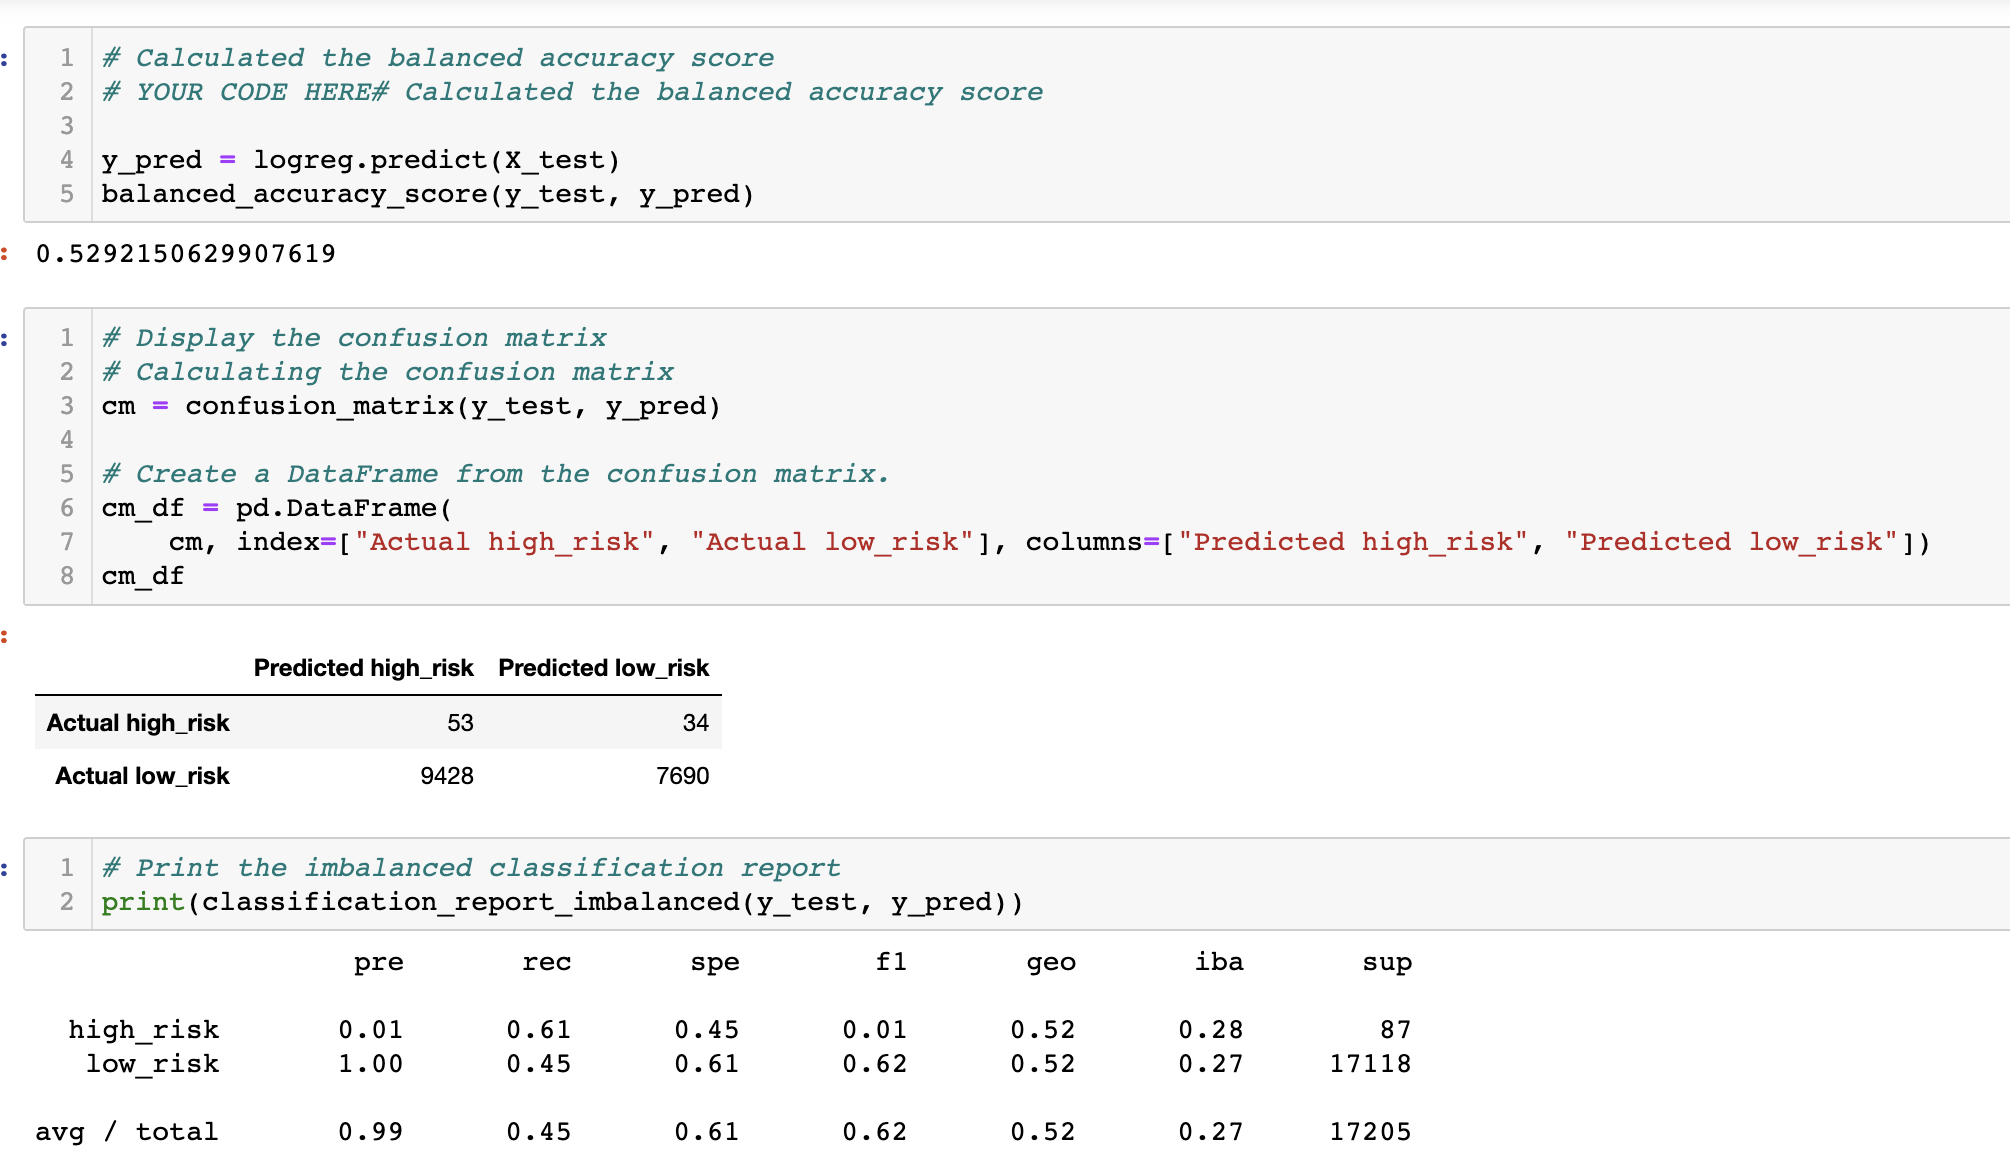 :
1 # Calculated the balanced accuracy score
2 # YOUR CODE HERE# Calculated the balanced accuracy score
3
4 y_pred = logreg.predict(X_test)
5 balanced_accuracy_score(y_test, y_pred)
: 0.5292150629907619
:
1 # Display the confusion matrix
2 # Calculating the confusion matrix
3 cm = confusion_matrix(y_test, y_pred)
4
5 # Create a DataFrame from the confusion matrix.
6 cm_df = pd.DataFrame(
7     cm, index=["Actual high_risk", "Actual low_risk"], columns=["Predicted high_risk", "Predicted low_risk"])
8 cm_df
:
Predicted high_risk Predicted low_risk
Actual high_risk 53 34
Actual low_risk 9428 7690
:
1 # Print the imbalanced classification report
2 print(classification_report_imbalanced(y_test, y_pred))
pre rec spe f1 geo iba sup
high_risk 0.01 0.61 0.45 0.01 0.52 0.28 87
low_risk 1.00 0.45 0.61 0.62 0.52 0.27 17118
avg / total 0.99 0.45 0.61 0.62 0.52 0.27 17205